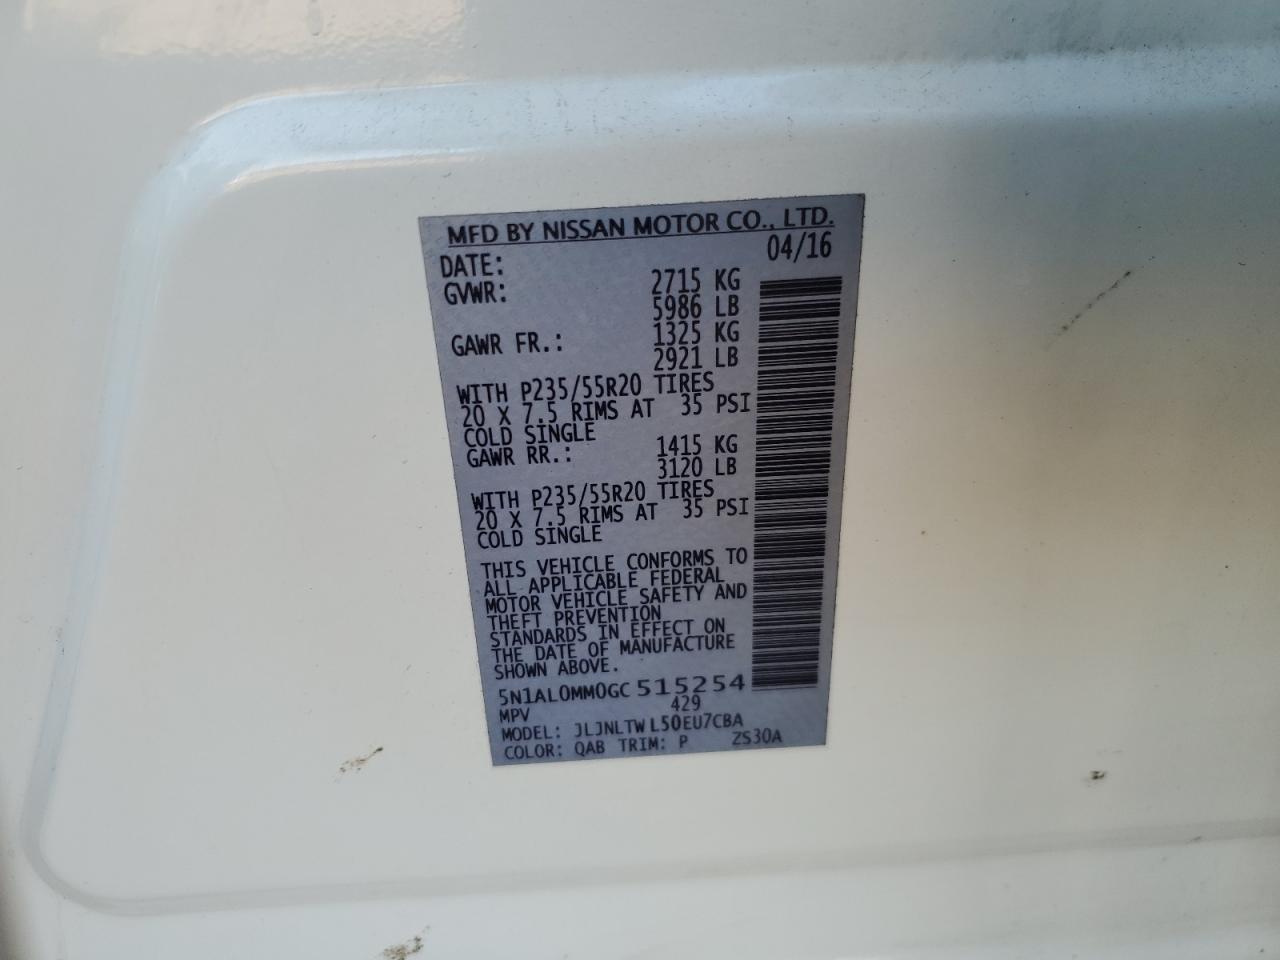 MFD BY NISSAN MOTOR CO., LTD.
DATE: 04/16
GVWR: 2715 KG
5986 LB
GAWR FR.: 1325 KG
2921 LB
WITH P235/55R20 TIRES
20 X 7.5 RIMS AT 35 PSI
COLD SINGLE
GAWR RR.: 1415 KG
3120 LB
WITH P235/55R20 TIRES
20 X 7.5 RIMS AT 35 PSI
COLD SINGLE
THIS VEHICLE CONFORMS TO
ALL APPLICABLE FEDERAL
MOTOR VEHICLE SAFETY AND
THEFT PREVENTION
STANDARDS IN EFFECT ON
THE DATE OF MANUFACTURE
SHOWN ABOVE.
5N1AL0MM0GC 515254
MPV 429
MODEL: JLJNLTW L50EU7CBA
COLOR: QAB TRIM: P ZS30A